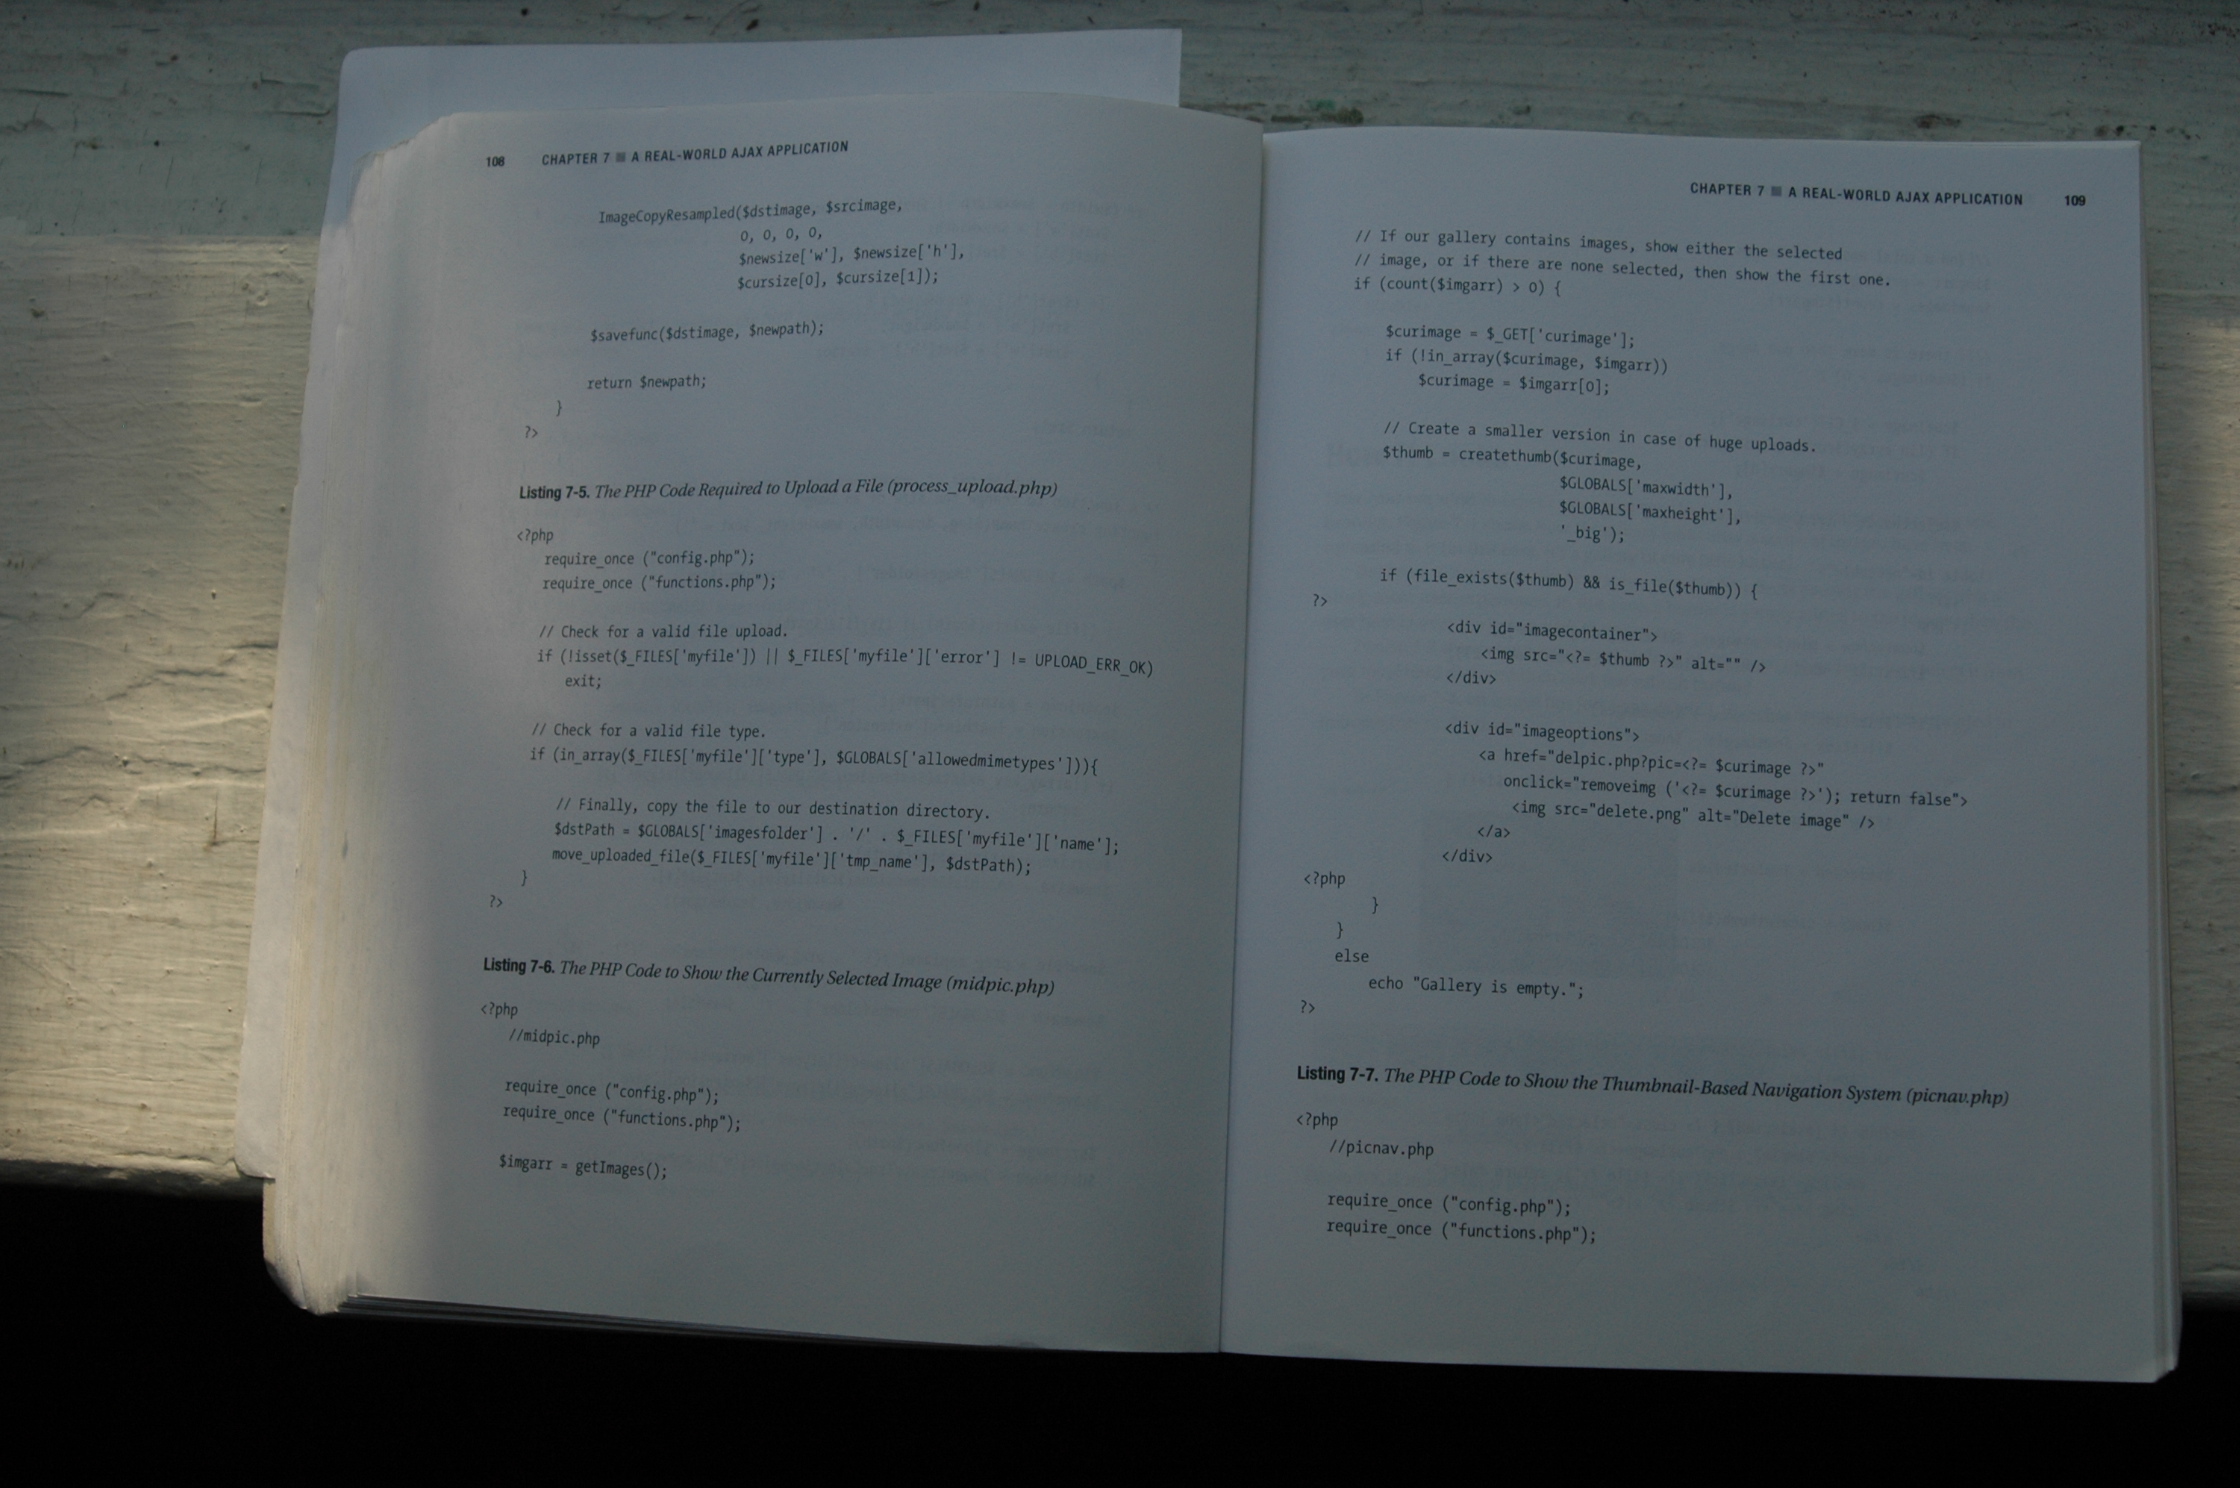 108 CHAPTER 7 ■ A REAL-WORLD AJAX APPLICATION
ImageCopyResampled($dstimage, $srcimage,
0, 0, 0, 0,
$newsize['w'], $newsize['h'],
$cursize[0], $cursize[1]);
$savefunc($dstimage, $newpath);
return $newpath;
}
?>
Listing 7-5. The PHP Code Required to Upload a File (process_upload.php)
<?php
require_once ("config.php");
require_once ("functions.php");
// Check for a valid file upload.
if (!isset($_FILES['myfile']) || $_FILES['myfile']['error'] != UPLOAD_ERR_OK)
exit;
// Check for a valid file type.
if (in_array($_FILES['myfile']['type'], $GLOBALS['allowedmimetypes'])){
// Finally, copy the file to our destination directory.
$dstPath = $GLOBALS['imagesfolder'] . '/' . $_FILES['myfile']['name'];
move_uploaded_file($_FILES['myfile']['tmp_name'], $dstPath);
}
?>
Listing 7-6. The PHP Code to Show the Currently Selected Image (midpic.php)
<?php
//midpic.php
require_once ("config.php");
require_once ("functions.php");
$imgarr = getImages();
CHAPTER 7 ■ A REAL-WORLD AJAX APPLICATION 109
// If our gallery contains images, show either the selected
// image, or if there are none selected, then show the first one.
if (count($imgarr) > 0) {
$curimage = $_GET['curimage'];
if (!in_array($curimage, $imgarr))
$curimage = $imgarr[0];
// Create a smaller version in case of huge uploads.
$thumb = createthumb($curimage,
$GLOBALS['maxwidth'],
$GLOBALS['maxheight'],
'_big');
if (file_exists($thumb) && is_file($thumb)) {
?>
<div id="imagecontainer">
<img src="<?= $thumb ?>" alt="" />
</div>
<div id="imageoptions">
<a href="delpic.php?pic=<?= $curimage ?>"
onclick="removeimg ('<?= $curimage ?>'); return false">
<img src="delete.png" alt="Delete image" />
</a>
</div>
<?php
}
}
else
echo "Gallery is empty.";
?>
Listing 7-7. The PHP Code to Show the Thumbnail-Based Navigation System (picnav.php)
<?php
//picnav.php
require_once ("config.php");
require_once ("functions.php");